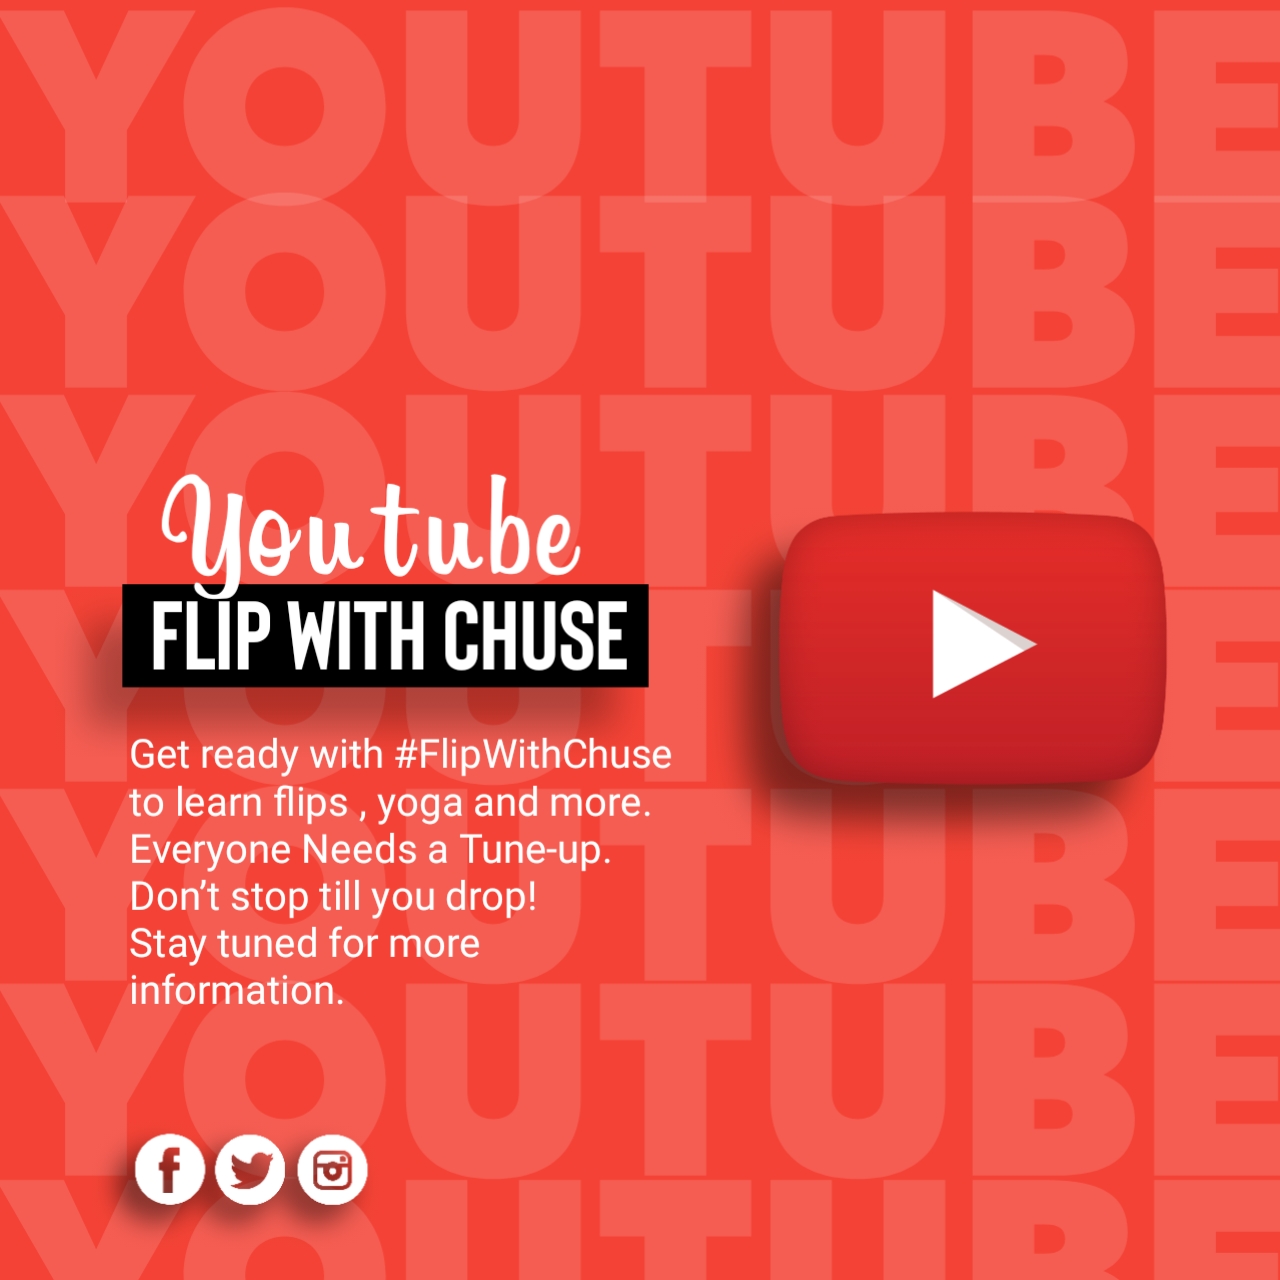 YOUTUBE
YOUTUBE
YOUTUBE
Youtube
FLIP WITH CHUSE
YOUTUBE
Get ready with #FlipWithChuse
to learn flips , yoga and more.
Everyone Needs a Tune-up.
Don’t stop till you drop!
Stay tuned for more
information.
YOUTUBE
YOUTUBE
YOUTUBE